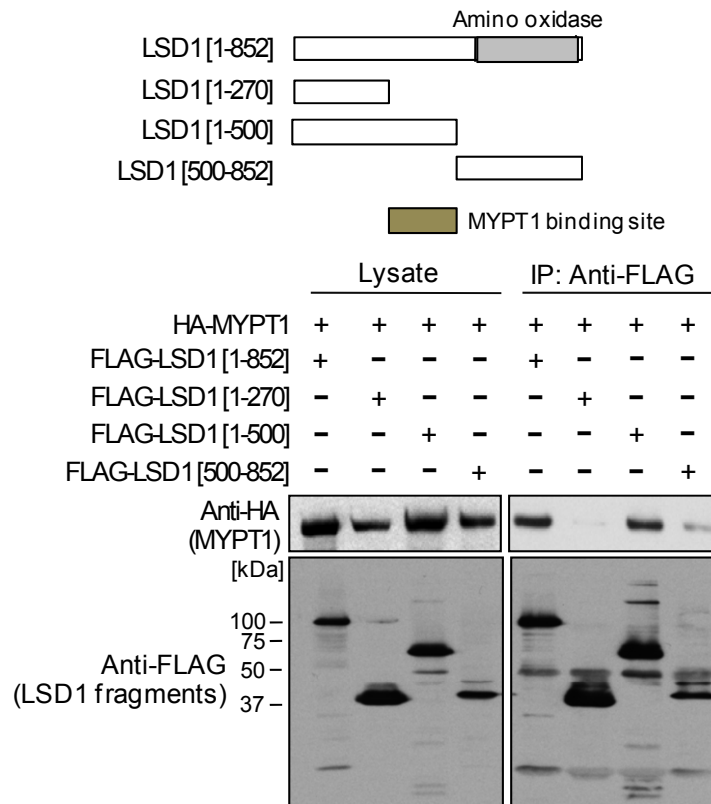 Amino oxidase
LSD1 [1-852]
LSD1 [1-270]
LSD1 [1-500]
LSD1 [500-852]
MYPT1 binding site
Lysate IP: Anti-FLAG
HA-MYPT1 + + + + + + + +
FLAG-LSD1 [1-852] + - - - + - - -
FLAG-LSD1 [1-270] - + - - - + - -
FLAG-LSD1 [1-500] - - + - - - + -
FLAG-LSD1 [500-852] - - - + - - - +
Anti-HA
(MYPT1)
[kDa]
100 –
75 –
50 –
37 –
Anti-FLAG
(LSD1 fragments)